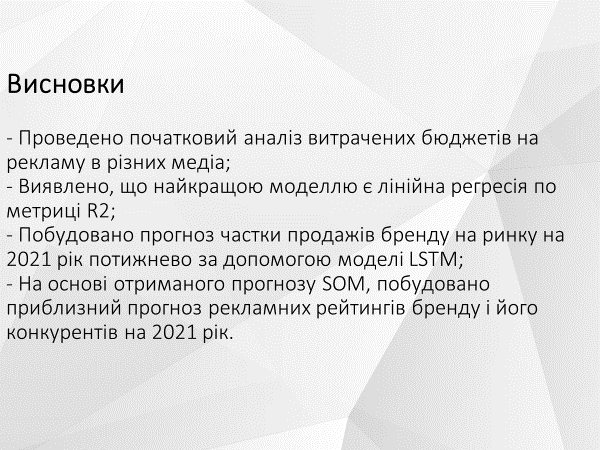 Висновки
- Проведено початковий аналіз витрачених бюджетів на
рекламу в різних медіа;
- Виявлено, що найкращою моделлю є лінійна регресія по
метриці R2;
- Побудовано прогноз частки продажів бренду на ринку на
2021 рік потижнево за допомогою моделі LSTM;
- На основі отриманого прогнозу SOM, побудовано
приблизний прогноз рекламних рейтингів бренду і його
конкурентів на 2021 рік.